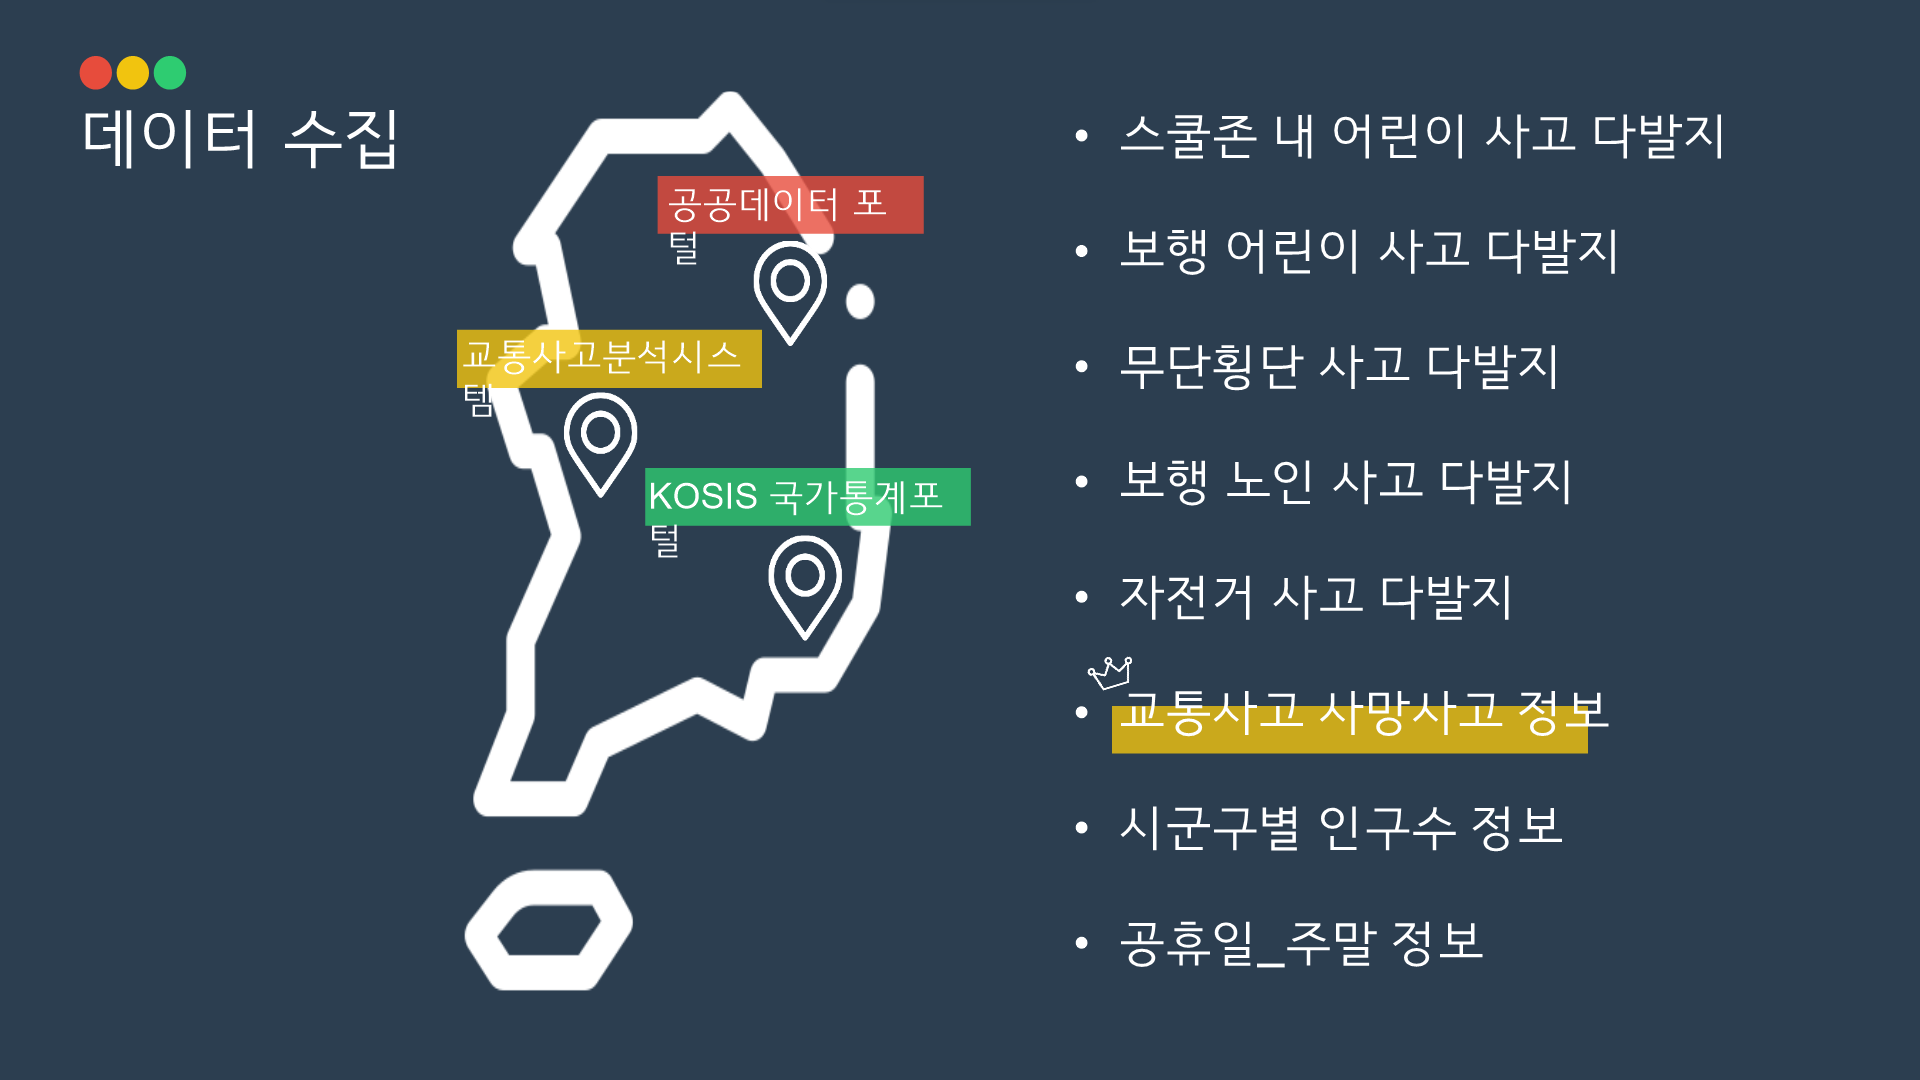 데이터 수집
공공데이터 포
털
교통사고분석시스
템
KOSIS 국가통계포
털
• 스쿨존 내 어린이 사고 다발지
• 보행 어린이 사고 다발지
• 무단횡단 사고 다발지
• 보행 노인 사고 다발지
• 자전거 사고 다발지
• 교통사고 사망사고 정보
• 시군구별 인구수 정보
• 공휴일_주말 정보